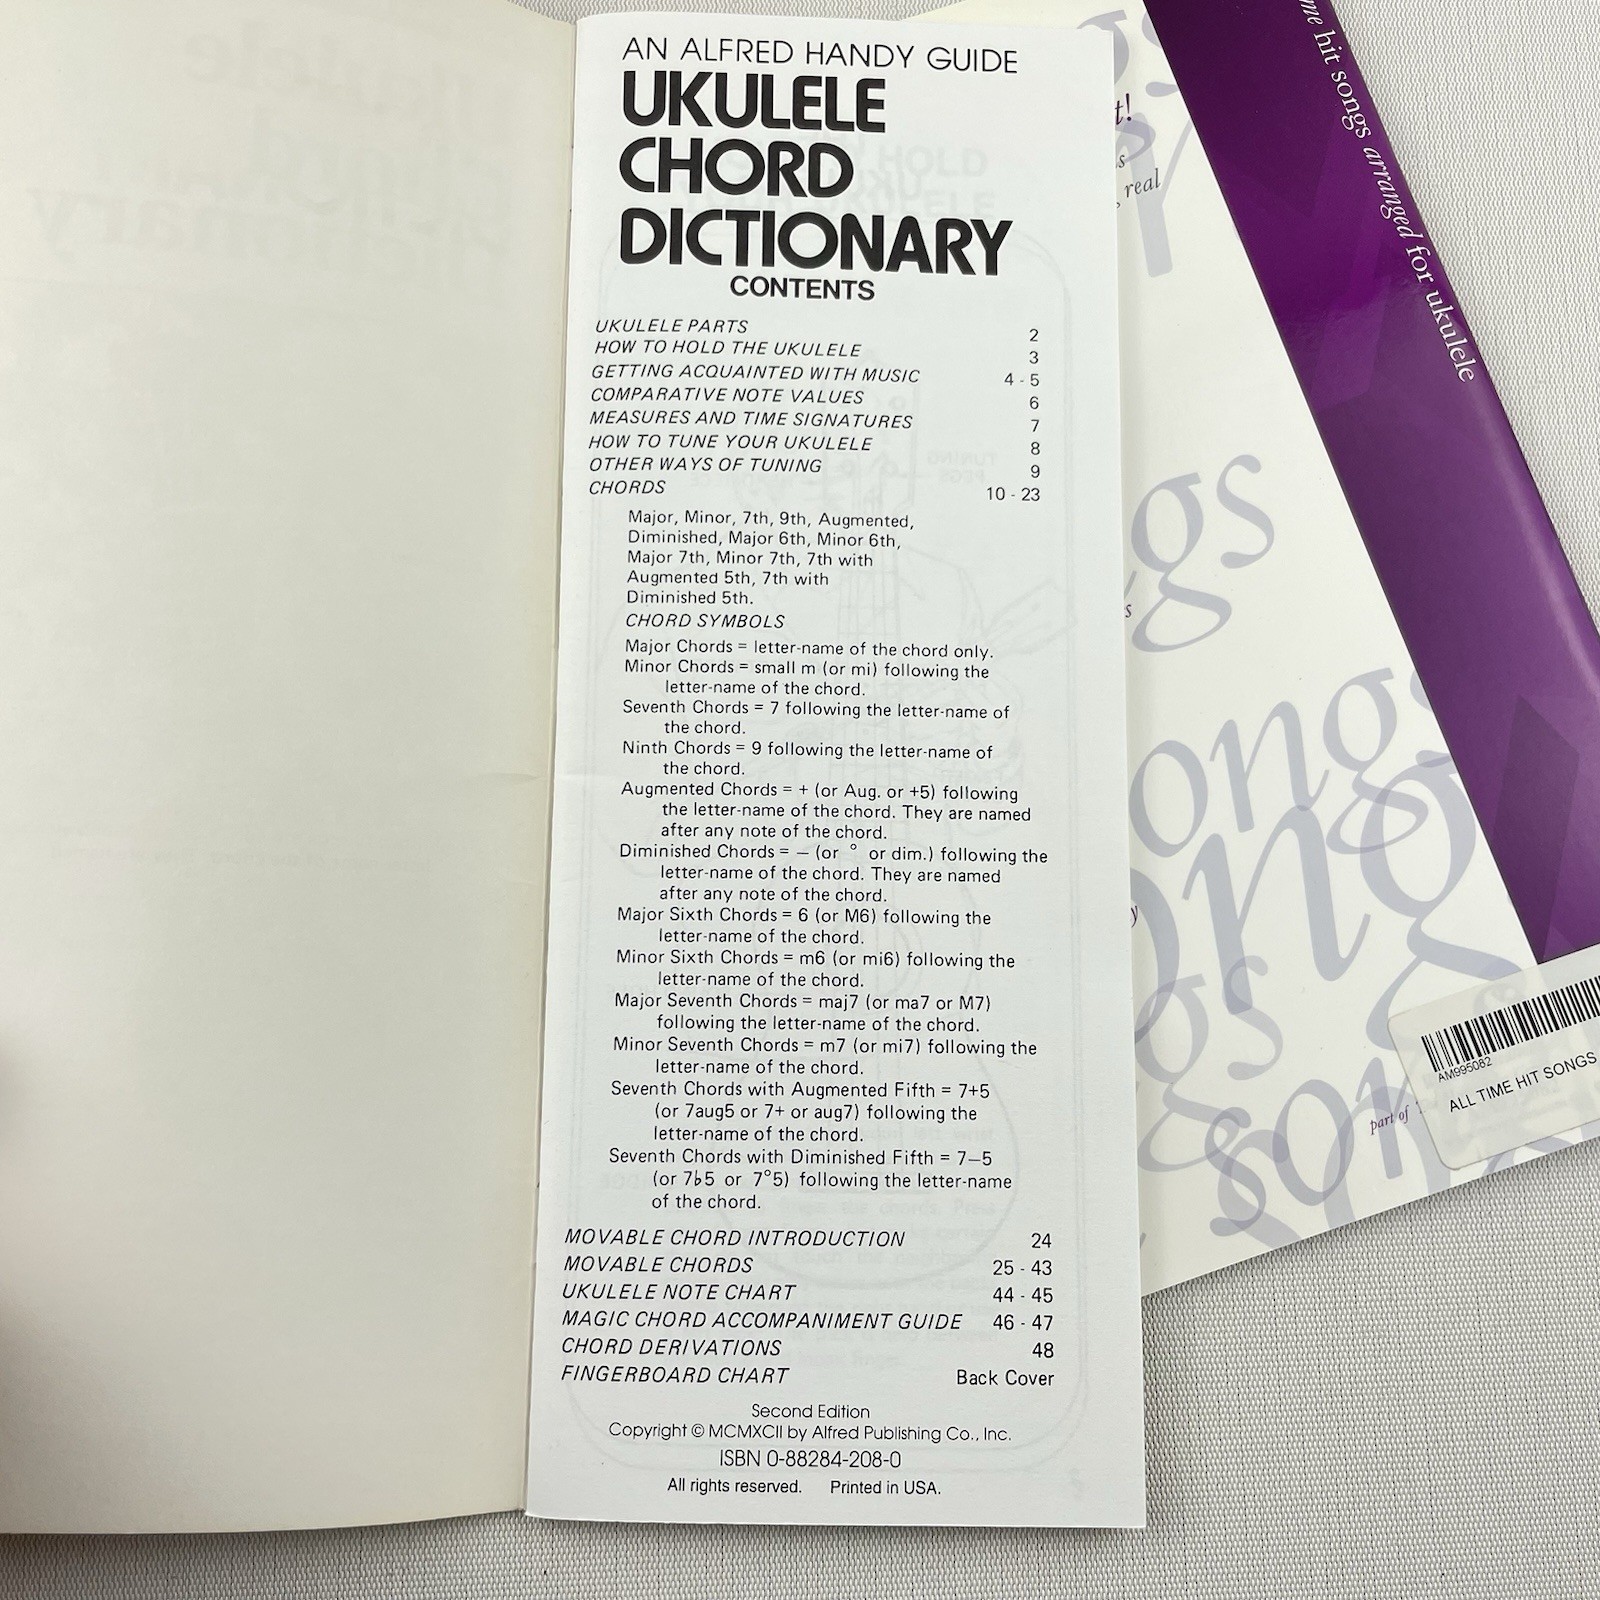 AN ALFRED HANDY GUIDE
UKULELE
CHORD
DICTIONARY
CONTENTS
UKULELE PARTS 2
HOW TO HOLD THE UKULELE 3
GETTING ACQUAINTED WITH MUSIC 4 - 5
COMPARATIVE NOTE VALUES 6
MEASURES AND TIME SIGNATURES 7
HOW TO TUNE YOUR UKULELE 8
OTHER WAYS OF TUNING 9
CHORDS 10 - 23
Major, Minor, 7th, 9th, Augmented,
Diminished, Major 6th, Minor 6th,
Major 7th, Minor 7th, 7th with
Augmented 5th, 7th with
Diminished 5th.
CHORD SYMBOLS
Major Chords = letter-name of the chord only.
Minor Chords = small m (or mi) following the
letter-name of the chord.
Seventh Chords = 7 following the letter-name of
the chord.
Ninth Chords = 9 following the letter-name of
the chord.
Augmented Chords = + (or Aug. or +5) following
the letter-name of the chord. They are named
after any note of the chord.
Diminished Chords = — (or ° or dim.) following the
letter-name of the chord. They are named
after any note of the chord.
Major Sixth Chords = 6 (or M6) following the
letter-name of the chord.
Minor Sixth Chords = m6 (or mi6) following the
letter-name of the chord.
Major Seventh Chords = maj7 (or ma7 or M7)
following the letter-name of the chord.
Minor Seventh Chords = m7 (or mi7) following the
letter-name of the chord.
Seventh Chords with Augmented Fifth = 7+5
(or 7aug5 or 7+ or aug7) following the
letter-name of the chord.
Seventh Chords with Diminished Fifth = 7—5
(or 7♭5 or 7°5) following the letter-name
of the chord.
MOVABLE CHORD INTRODUCTION 24
MOVABLE CHORDS 25 - 43
UKULELE NOTE CHART 44 - 45
MAGIC CHORD ACCOMPANIMENT GUIDE 46 - 47
CHORD DERIVATIONS 48
FINGERBOARD CHART Back Cover
Second Edition
Copyright © MCMXCII by Alfred Publishing Co., Inc.
ISBN 0-88284-208-0
All rights reserved. Printed in USA.
hit songs arranged for ukulele
real
songs
songs
part of
AM995082
ALL TIME HIT SONGS